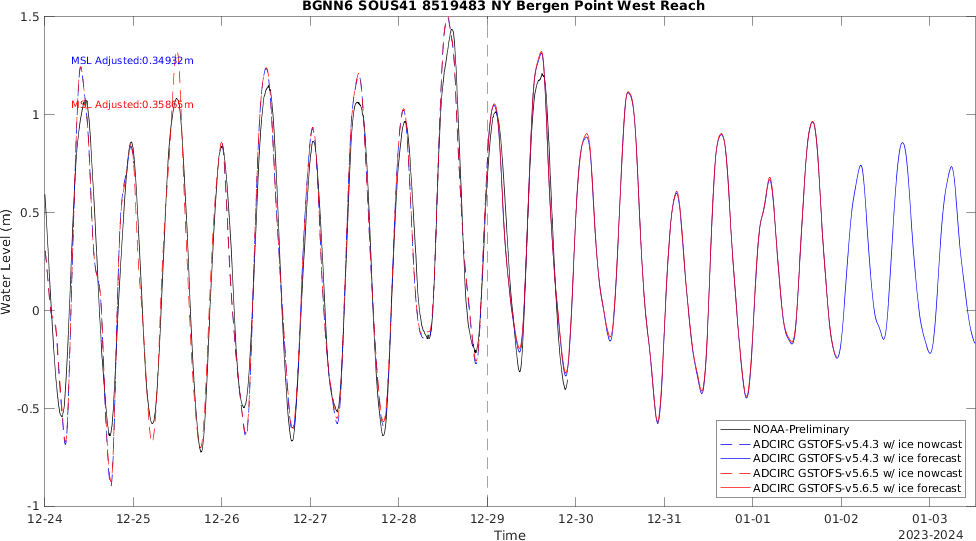 BGNN6 SOUS41 8519483 NY Bergen Point West Reach
1.5
1
0.5
0
-0.5
-1
Water Level (m)
MSL Adjusted:0.34932m
MSL Adjusted:0.35865m
NOAA-Preliminary
ADCIRC GSTOFS-v5.4.3 w/ ice nowcast
ADCIRC GSTOFS-v5.4.3 w/ ice forecast
ADCIRC GSTOFS-v5.6.5 w/ ice nowcast
ADCIRC GSTOFS-v5.6.5 w/ ice forecast
12-24 12-25 12-26 12-27 12-28 12-29 12-30 12-31 01-01 01-02 01-03
Time
2023-2024